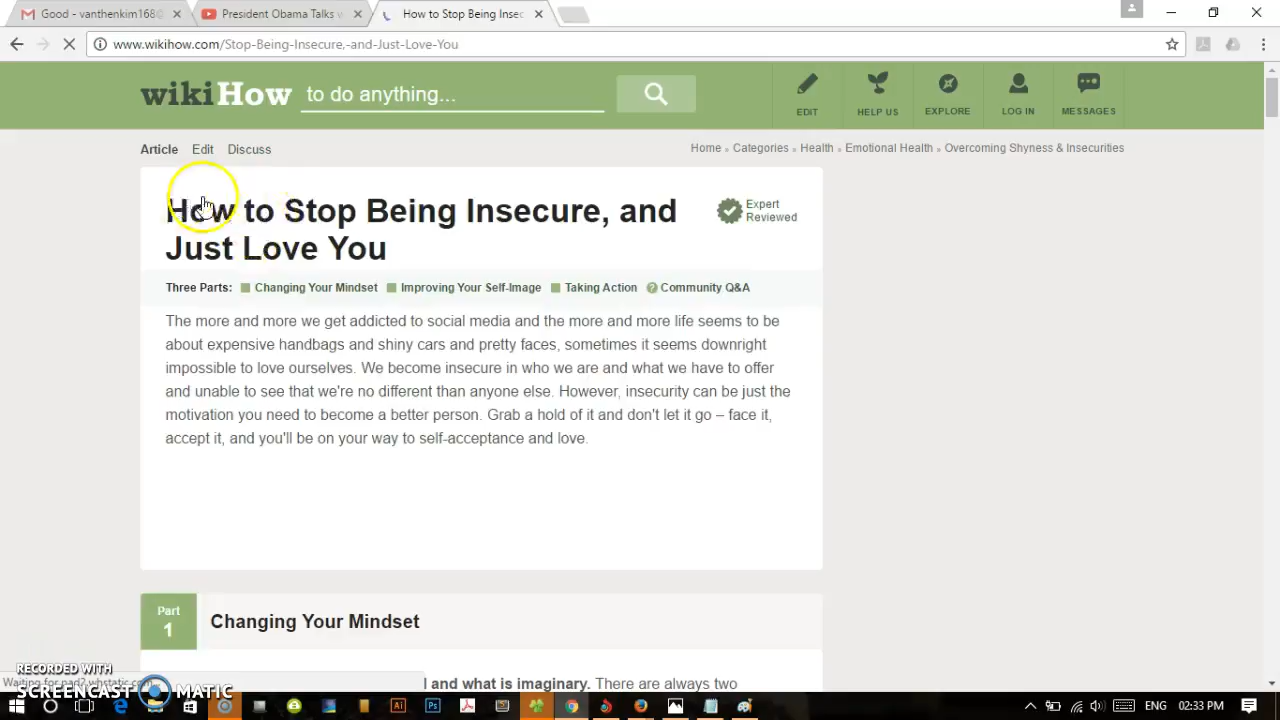 Good - vanthenkim168@
President Obama Talks w
How to Stop Being Insec
www.wikihow.com/Stop-Being-Insecure,-and-Just-Love-You
wikiHow to do anything...
EDIT
HELP US
EXPLORE
LOG IN
MESSAGES
Article Edit Discuss
Home » Categories » Health » Emotional Health » Overcoming Shyness & Insecurities
How to Stop Being Insecure, and
Just Love You
Expert
Reviewed
Three Parts: Changing Your Mindset Improving Your Self-Image Taking Action Community Q&A
The more and more we get addicted to social media and the more and more life seems to be
about expensive handbags and shiny cars and pretty faces, sometimes it seems downright
impossible to love ourselves. We become insecure in who we are and what we have to offer
and unable to see that we're no different than anyone else. However, insecurity can be just the
motivation you need to become a better person. Grab a hold of it and don't let it go – face it,
accept it, and you'll be on your way to self-acceptance and love.
Part
1
Changing Your Mindset
and what is imaginary. There are always two
RECORDED WITH
SCREENCAST MATIC
ENG 02:33 PM